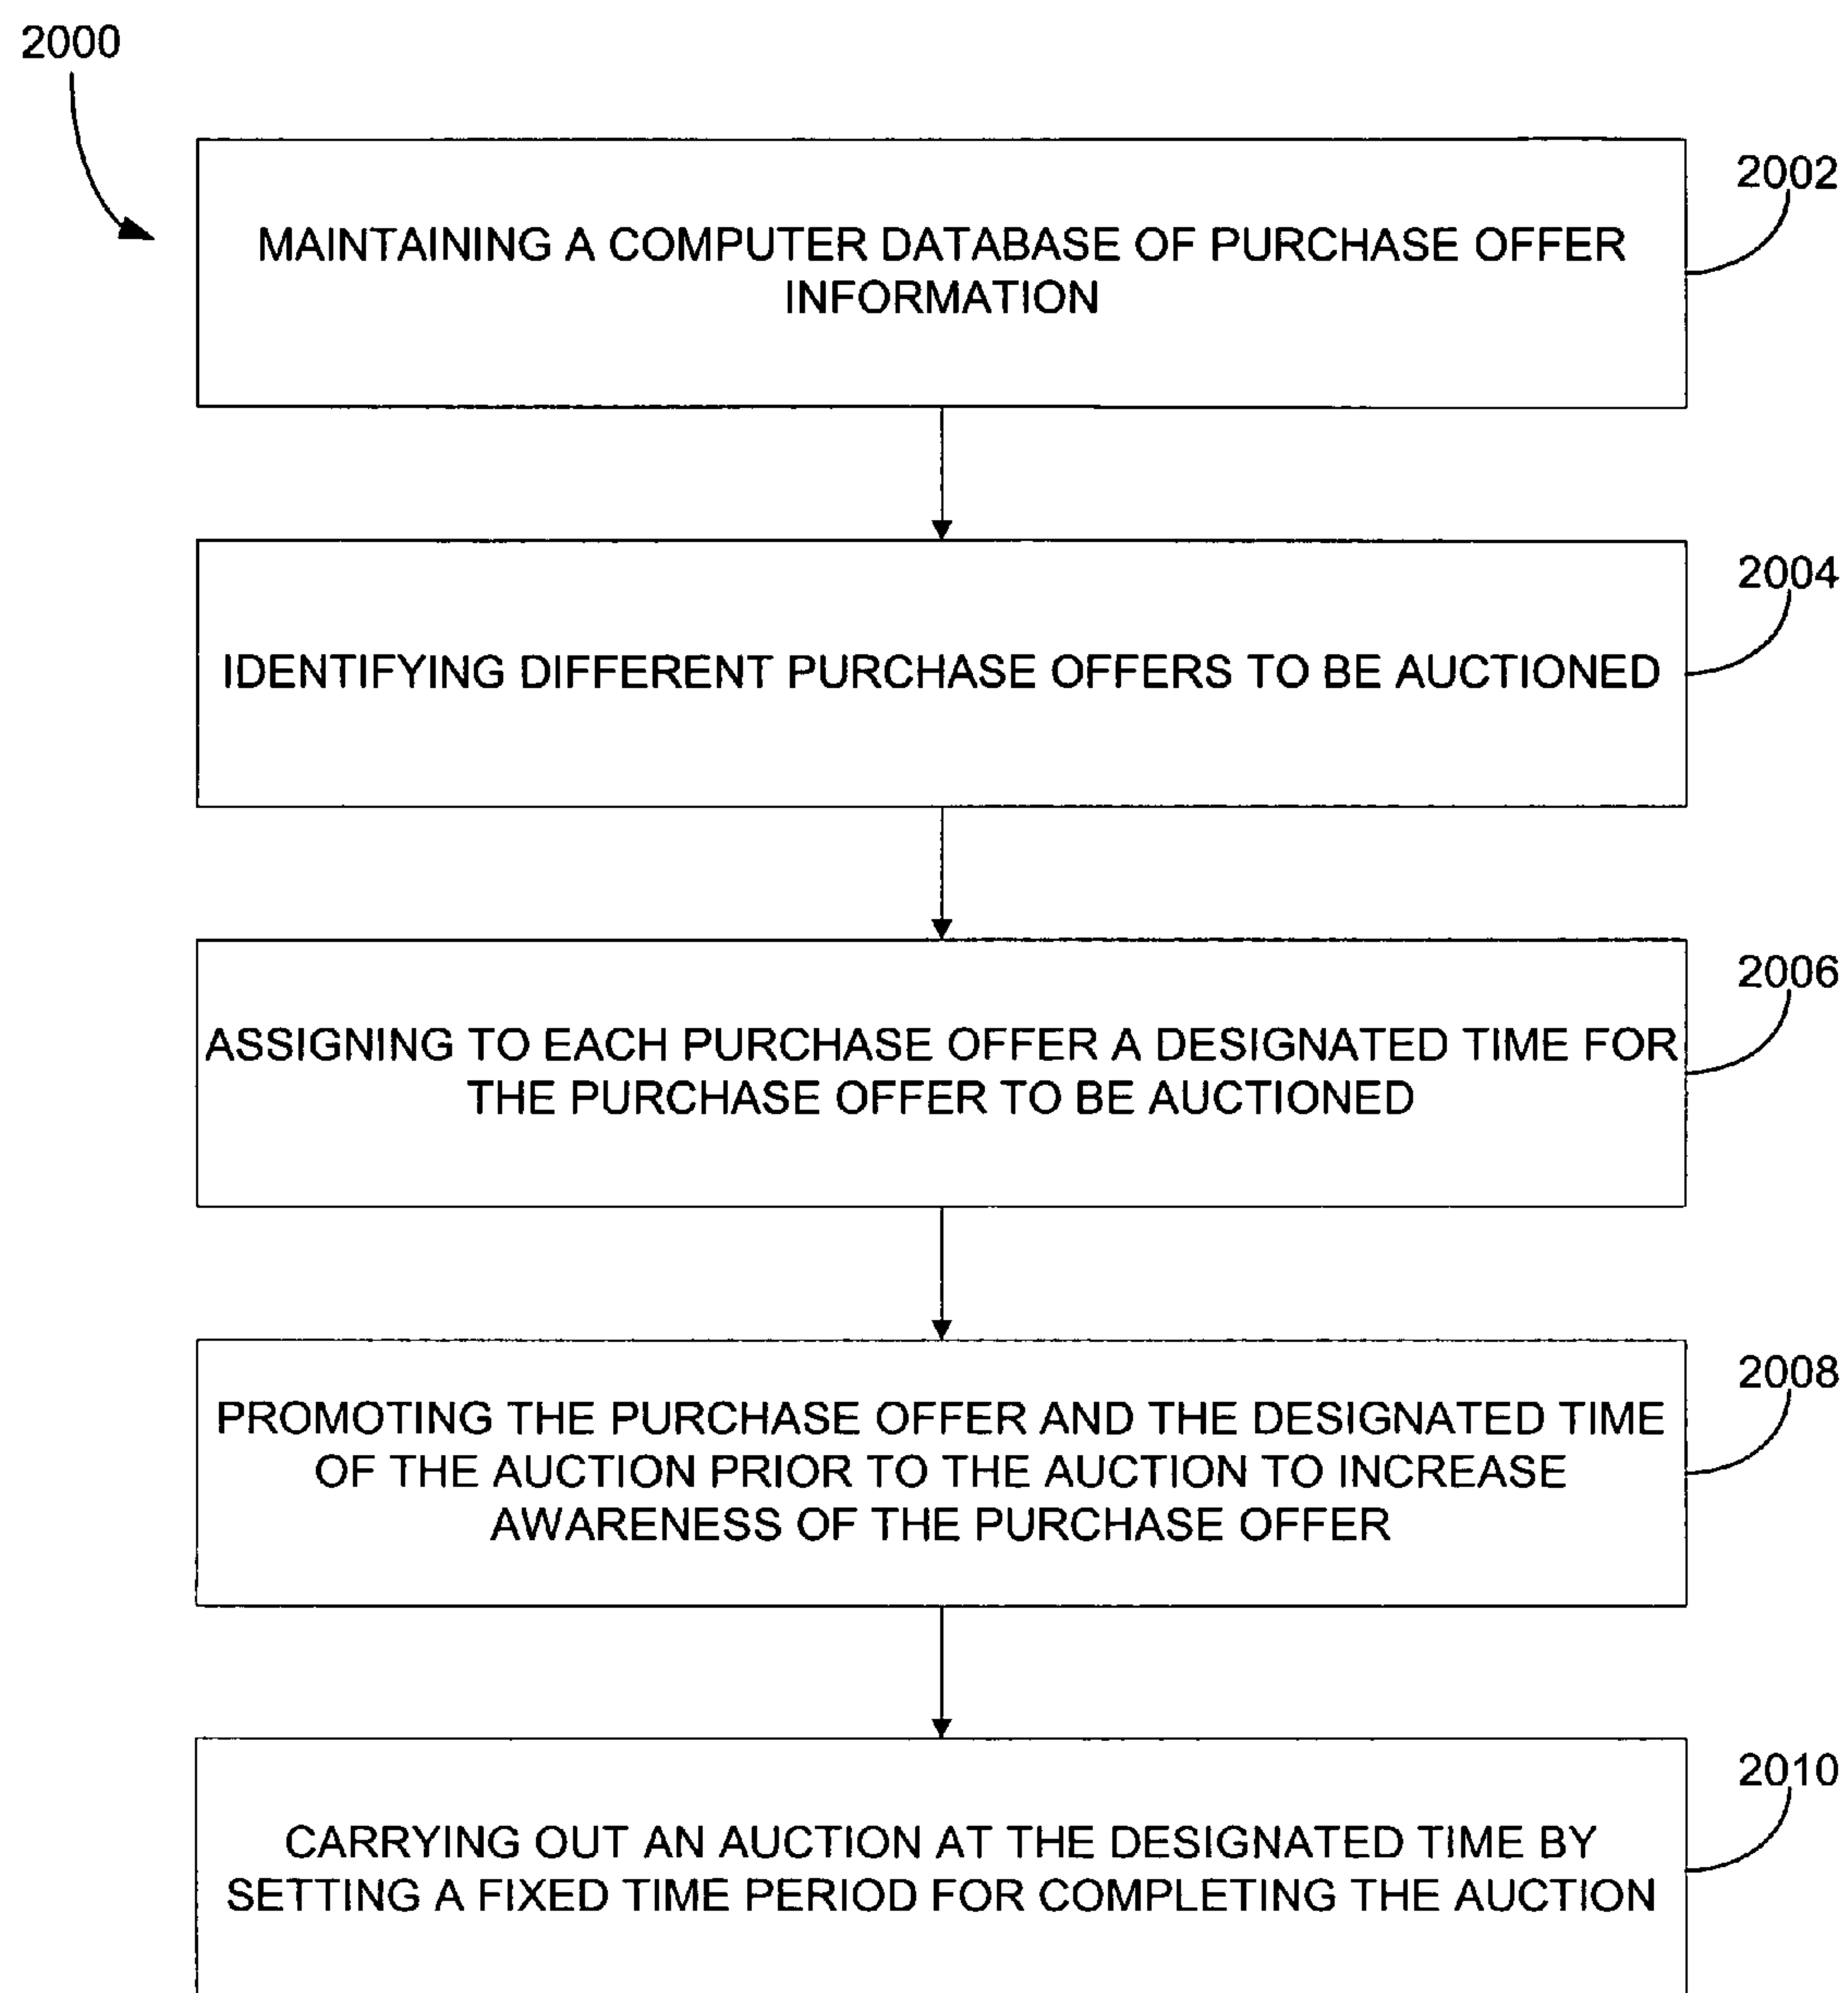 2000
2002
MAINTAINING A COMPUTER DATABASE OF PURCHASE OFFER
INFORMATION
2004
IDENTIFYING DIFFERENT PURCHASE OFFERS TO BE AUCTIONED
2006
ASSIGNING TO EACH PURCHASE OFFER A DESIGNATED TIME FOR
THE PURCHASE OFFER TO BE AUCTIONED
2008
PROMOTING THE PURCHASE OFFER AND THE DESIGNATED TIME
OF THE AUCTION PRIOR TO THE AUCTION TO INCREASE
AWARENESS OF THE PURCHASE OFFER
2010
CARRYING OUT AN AUCTION AT THE DESIGNATED TIME BY
SETTING A FIXED TIME PERIOD FOR COMPLETING THE AUCTION